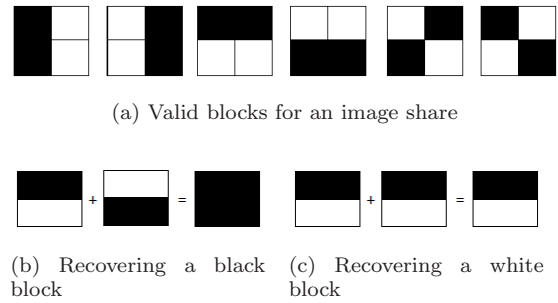 (a) Valid blocks for an image share
+ = + =
(b) Recovering a black block
(c) Recovering a white block